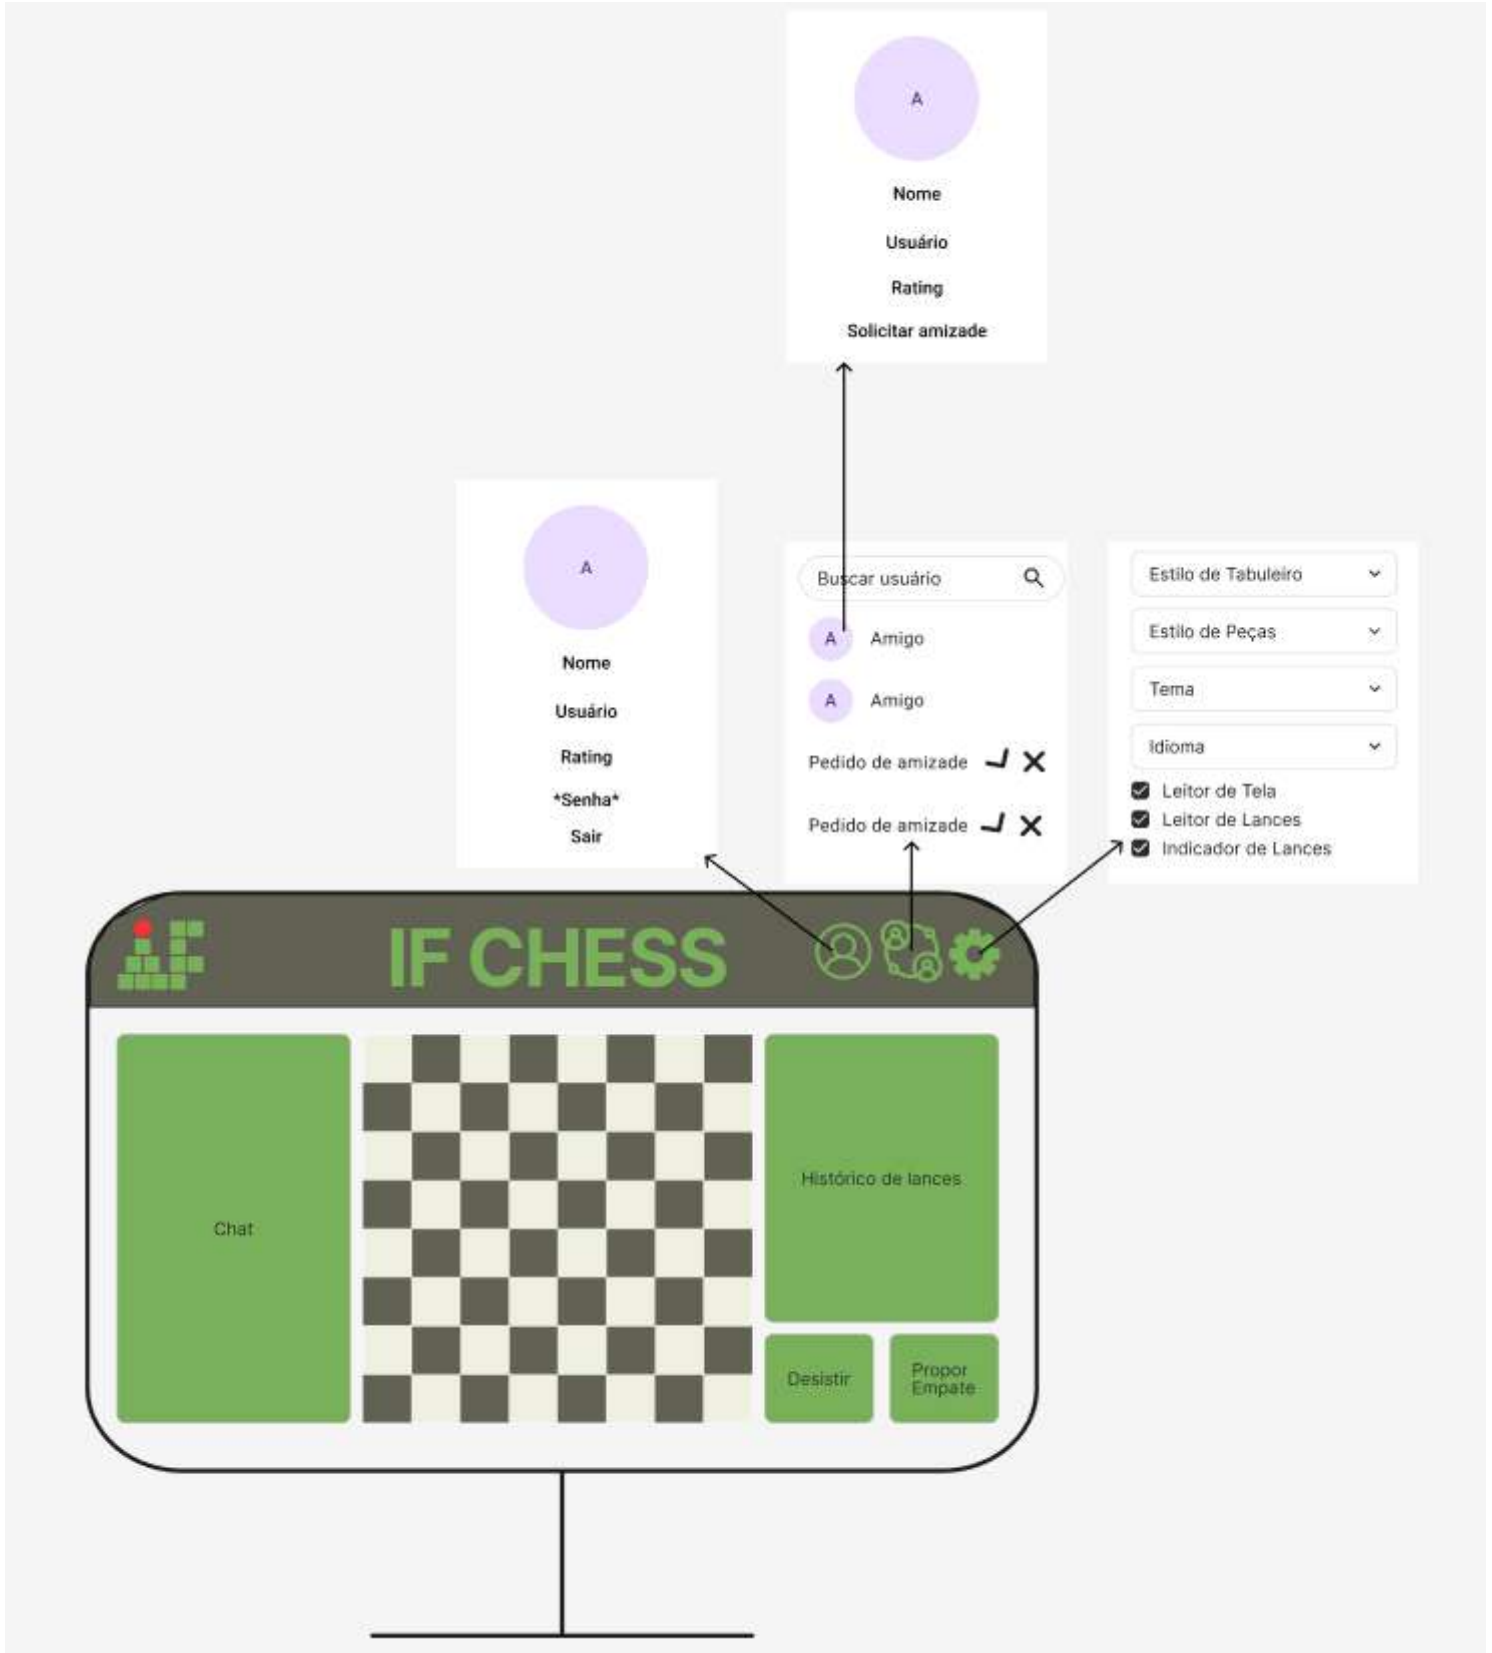 A
Nome
Usuário
Rating
Solicitar amizade
A
Nome
Usuário
Rating
*Senha*
Sair
Buscar usuário
A Amigo
A Amigo
Pedido de amizade
Pedido de amizade
Estilo de Tabuleiro
Estilo de Peças
Tema
Idioma
Leitor de Tela
Leitor de Lances
Indicador de Lances
IF CHESS
Chat
Histórico de lances
Desistir
Propor
Empate